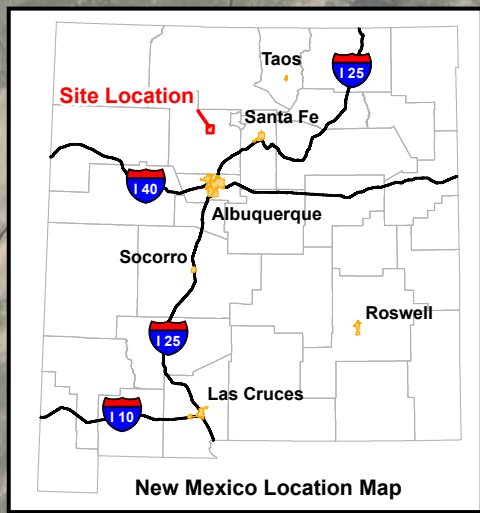 Taos
I 25
Site Location
Santa Fe
I 40
Albuquerque
Socorro
Roswell
I 25
Las Cruces
I 10
New Mexico Location Map